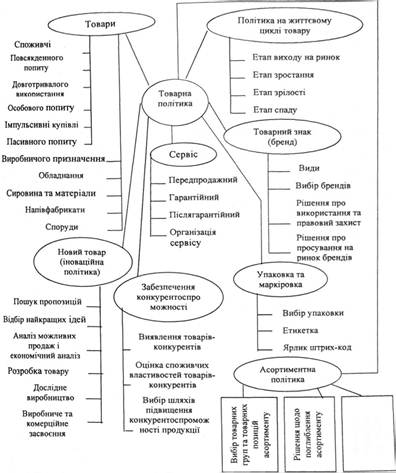 Товари
Споживчі
Повсякденного
попиту
Довготривалого
використання
Особового попиту
Імпульсивні купівлі
Пасивного попиту
Виробничого призначення
Обладнання
Сировина та матеріали
Напівфабрикати
Споруди
Товарна
політика
Політика на життєвому
циклі товару
Етап виходу на ринок
Етап зростання
Етап зрілості
Етап спаду
Сервіс
Передпродажний
Гарантійний
Післягарантійний
Організація
сервісу
Товарний знак
(бренд)
Види
Вибір брендів
Рішення про
використання та
правовий захист
Рішення про
просування на
ринок брендів
Новий товар
(іноваційна
політика)
Пошук пропозицій
Відбір найкращих ідей
Аналіз можливих
продаж і
економічний аналіз
Розробка товару
Дослідне
виробництво
Виробниче та
комерційне
засвоєння
Забезпечення
конкурентоспро
можності
Виявлення товарів-
конкурентів
Оцінка споживчих
властивостей товарів-
конкурентів
Вибір шляхів
підвищення
конкурентоспромож
ності продукції
Упаковка та
маркіровка
Вибір упаковки
Етикетка
Ярлик штрих-код
Асортиментна
політика
Вибір товарних
груп та товарних
позицій
асортименту
Рішення щодо
поглиблення
асортименту